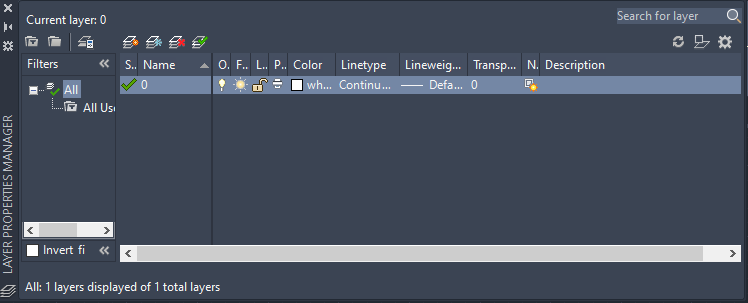 Current layer: 0
Search for layer
Filters
S.. Name O. F.. L.. P.. Color Linetype Lineweig... Transp... N. Description
All
0 wh... Continu... Defa... 0
All Use
Invert fi
All: 1 layers displayed of 1 total layers
LAYER PROPERTIES MANAGER